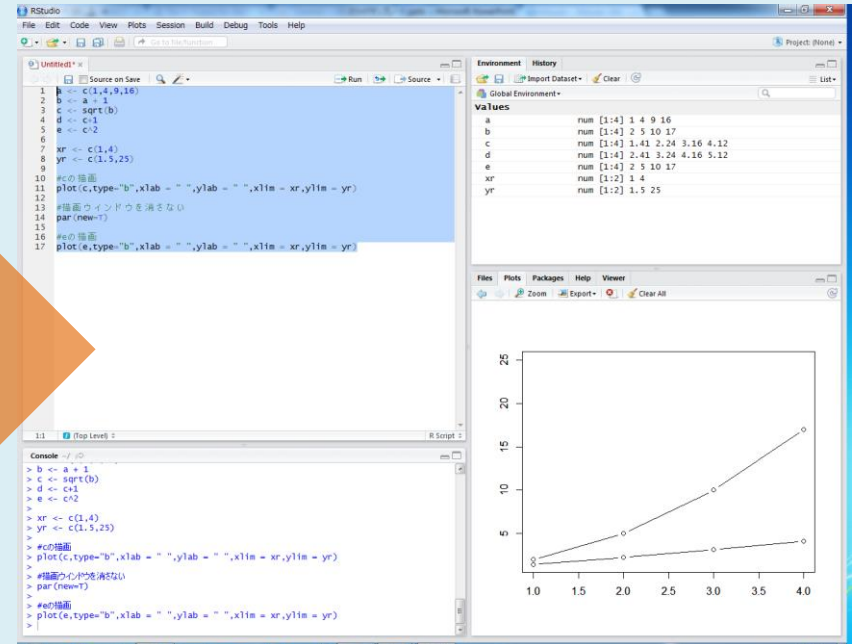 RStudio
File Edit Code View Plots Session Build Debug Tools Help
Go to file/function
Project: (None)
Untitled1* ×
Source on Save
Run
Source
1 a <- c(1,4,9,16)
2 b <- a + 1
3 c <- sqrt(b)
4 d <- c+1
5 e <- c^2
6
7 xr <- c(1,4)
8 yr <- c(1.5,25)
9
10 #cの描画
11 plot(c,type="b",xlab = " ",ylab = " ",xlim = xr,ylim = yr)
12
13 #描画ウィンドウを消さない
14 par(new=T)
15
16 #eの描画
17 plot(e,type="b",xlab = " ",ylab = " ",xlim = xr,ylim = yr)
1:1 (Top Level) R Script
Console ~/
> b <- a + 1
> c <- sqrt(b)
> d <- c+1
> e <- c^2
>
> xr <- c(1,4)
> yr <- c(1.5,25)
>
> #cの描画
> plot(c,type="b",xlab = " ",ylab = " ",xlim = xr,ylim = yr)
>
> #描画ウィンドウを消さない
> par(new=T)
>
> #eの描画
> plot(e,type="b",xlab = " ",ylab = " ",xlim = xr,ylim = yr)
>
Environment History
Import Dataset Clear
List
Global Environment
Values
a num [1:4] 1 4 9 16
b num [1:4] 2 5 10 17
c num [1:4] 1.41 2.24 3.16 4.12
d num [1:4] 2.41 3.24 4.16 5.12
e num [1:4] 2 5 10 17
xr num [1:2] 1 4
yr num [1:2] 1.5 25
Files Plots Packages Help Viewer
Zoom Export Clear All
25
20
15
10
5
1.0 1.5 2.0 2.5 3.0 3.5 4.0